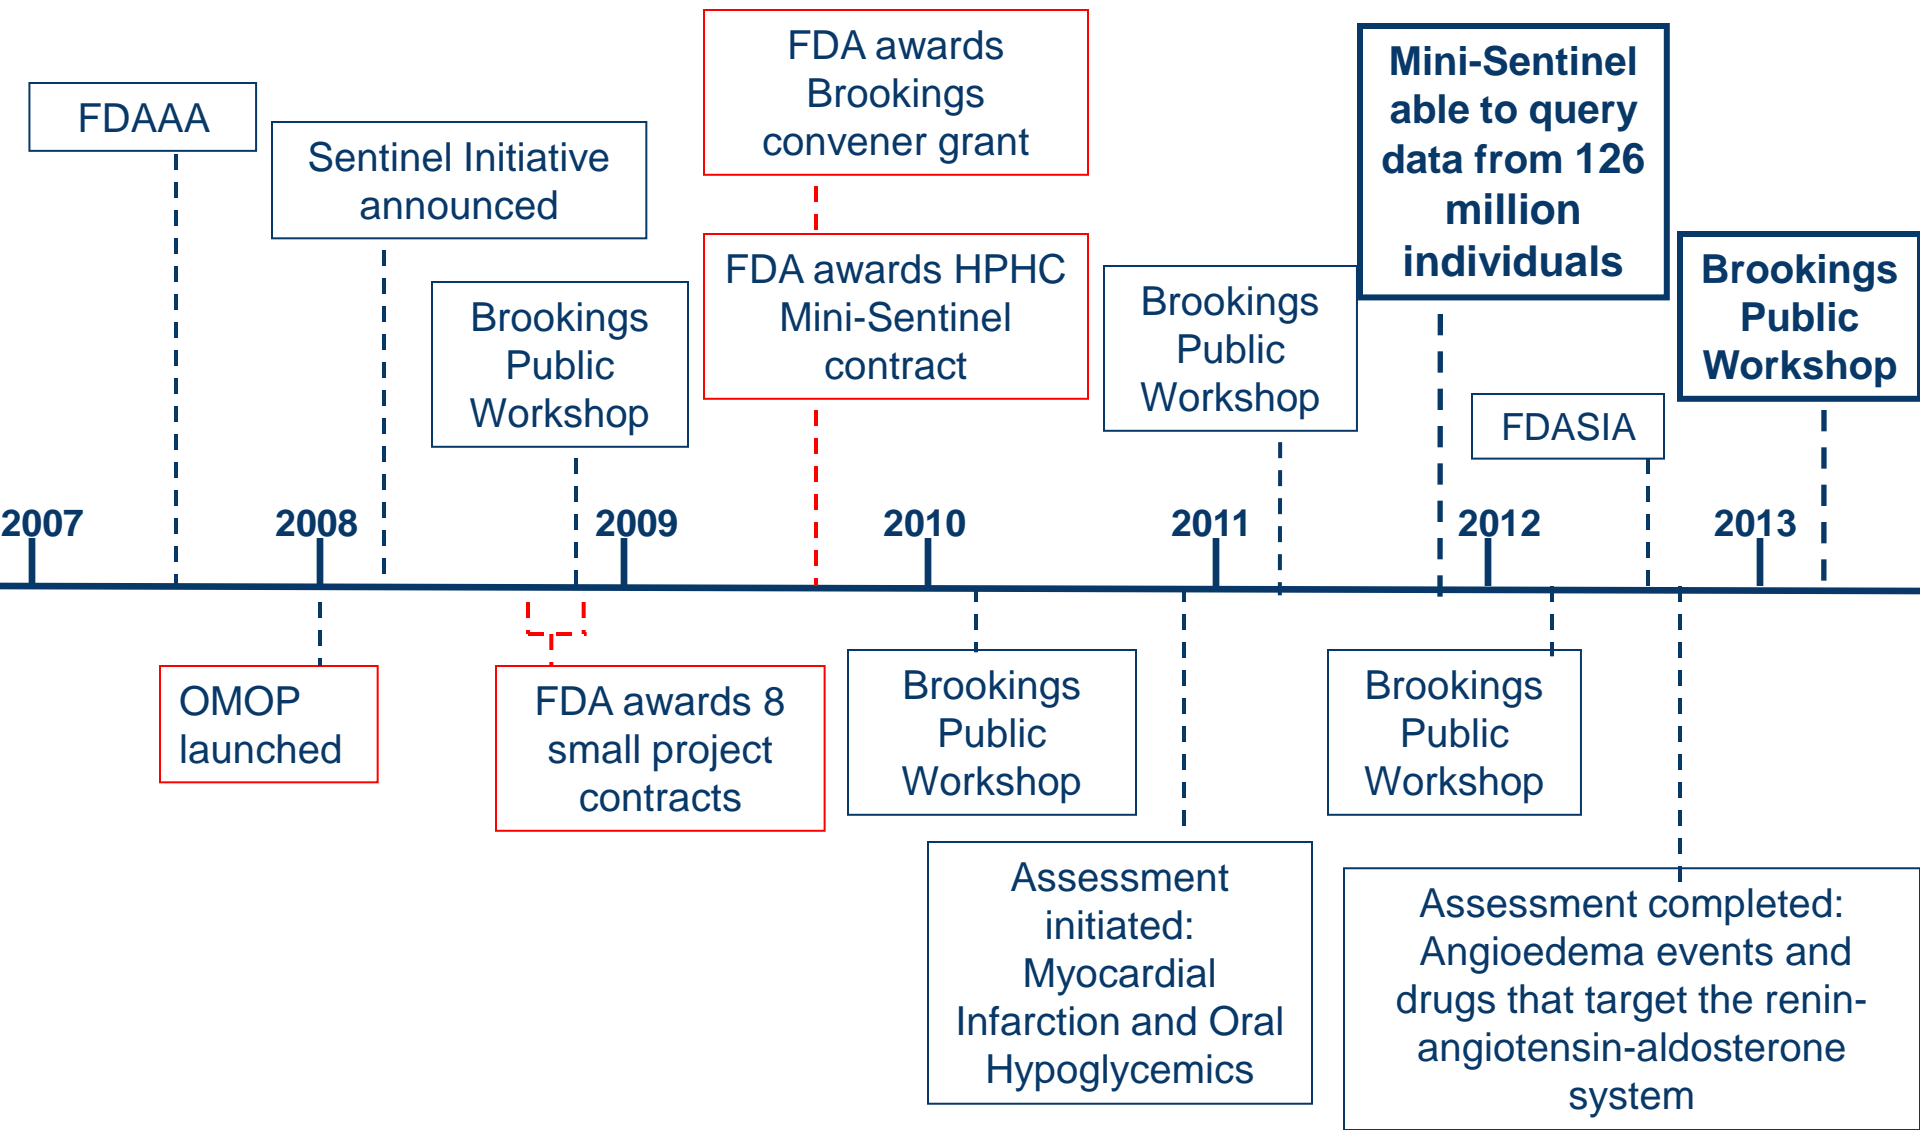 FDAAA
Sentinel Initiative
announced
Brookings
Public
Workshop
FDA awards
Brookings
convener grant
FDA awards HPHC
Mini-Sentinel
contract
Brookings
Public
Workshop
Mini-Sentinel
able to query
data from 126
million
individuals
FDASIA
Brookings
Public
Workshop
2007
2008
2009
2010
2011
2012
2013
OMOP
launched
FDA awards 8
small project
contracts
Brookings
Public
Workshop
Assessment
initiated:
Myocardial
Infarction and Oral
Hypoglycemics
Brookings
Public
Workshop
Assessment completed:
Angioedema events and
drugs that target the renin-
angiotensin-aldosterone
system